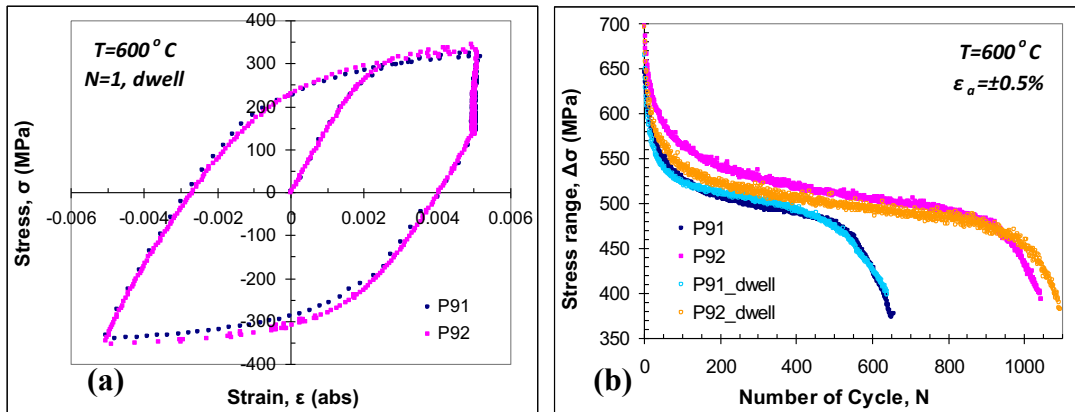 400
300
200
100
0
-100
-200
-300
-400
-0.006 -0.004 -0.002 0 0.002 0.004 0.006
Stress, σ (MPa)
Strain, ε (abs)
T=600° C
N=1, dwell
P91
P92
(a)
700
650
600
550
500
450
400
350
0 200 400 600 800 1000
Stress range, Δσ (MPa)
Number of Cycle, N
T=600° C
ε a=±0.5%
P91
P92
P91_dwell
P92_dwell
(b)